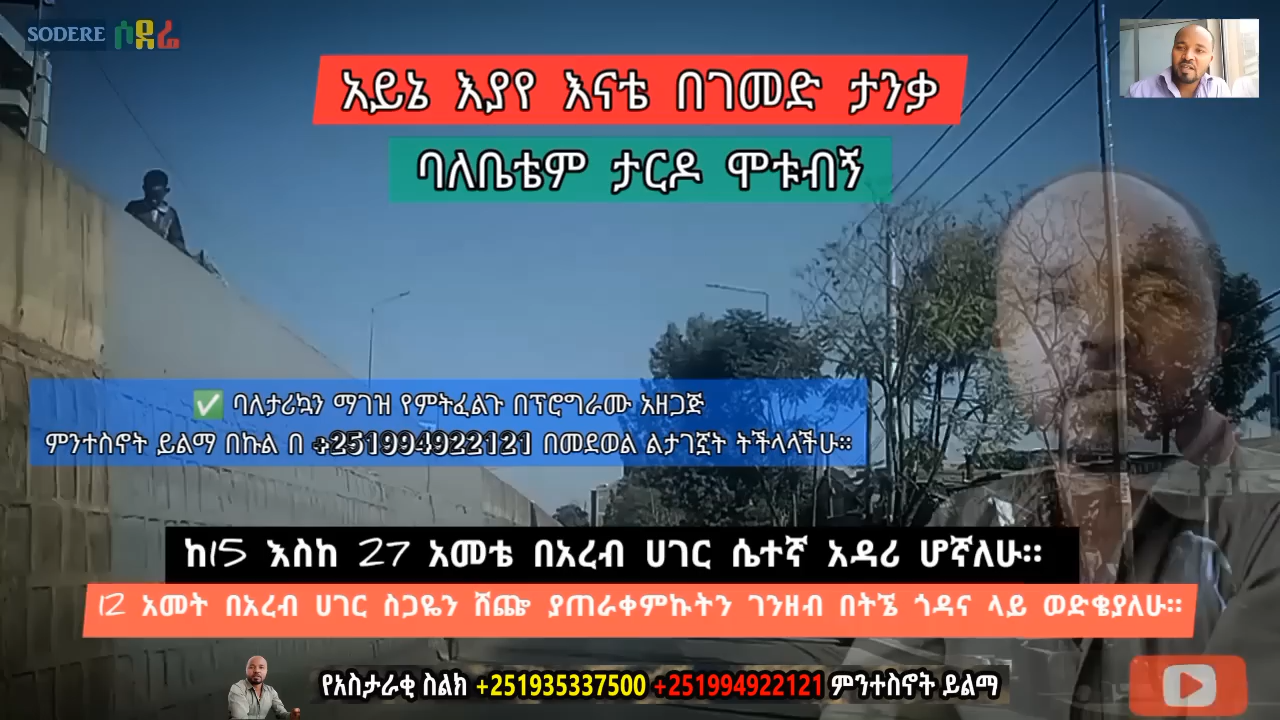 SODERE ሶደሬ
አይኔ እያየ እናቴ በገመድ ታንቃ
ባለቤቴም ታርዶ ሞቱብኝ
✅ ባለታሪኳን ማገዝ የምትፈልጉ በፕሮግራሙ አዘጋጅ
ምንተስኖት ይልማ በኩል በ +251994922121 በመደወል ልታገኟት ትችላላችሁ።
ከ15 እስከ 27 አመቴ በአረብ ሀገር ሴተኛ አዳሪ ሆኛለሁ።
12 አመት በአረብ ሀገር ስጋዬን ሽጬ ያጠራቀምኩትን ገንዘብ በትኜ ጎዳና ላይ ወድቄያለሁ።
የአስታራቂ ስልክ +251935337500 +251994922121 ምንተስኖት ይልማ